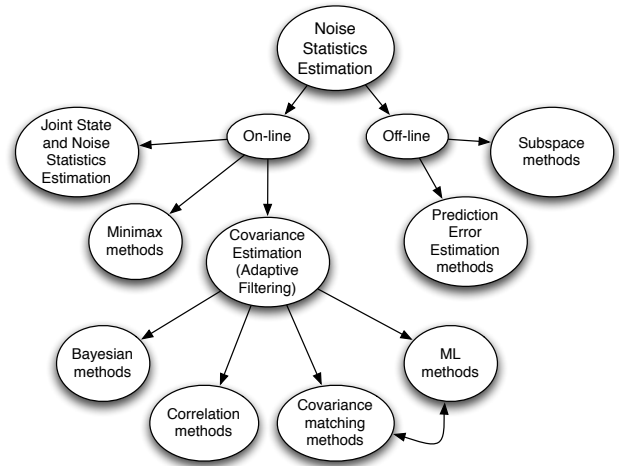 Noise
Statistics
Estimation
Joint State
and Noise
Statistics
Estimation
On-line
Off-line
Subspace
methods
Minimax
methods
Covariance
Estimation
(Adaptive
Filtering)
Prediction
Error
Estimation
methods
Bayesian
methods
Correlation
methods
Covariance
matching
methods
ML
methods